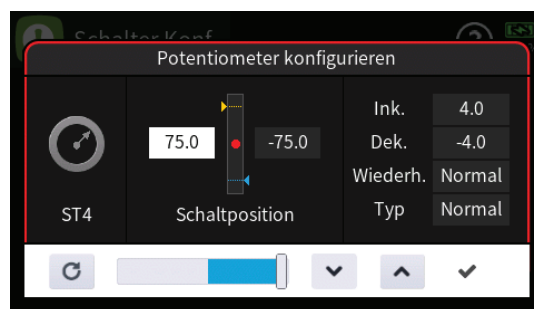 Schalter Konf
Potentiometer konfigurieren
ST4
75.0
-75.0
Schaltposition
Ink. 4.0
Dek. -4.0
Wiederh. Normal
Typ Normal